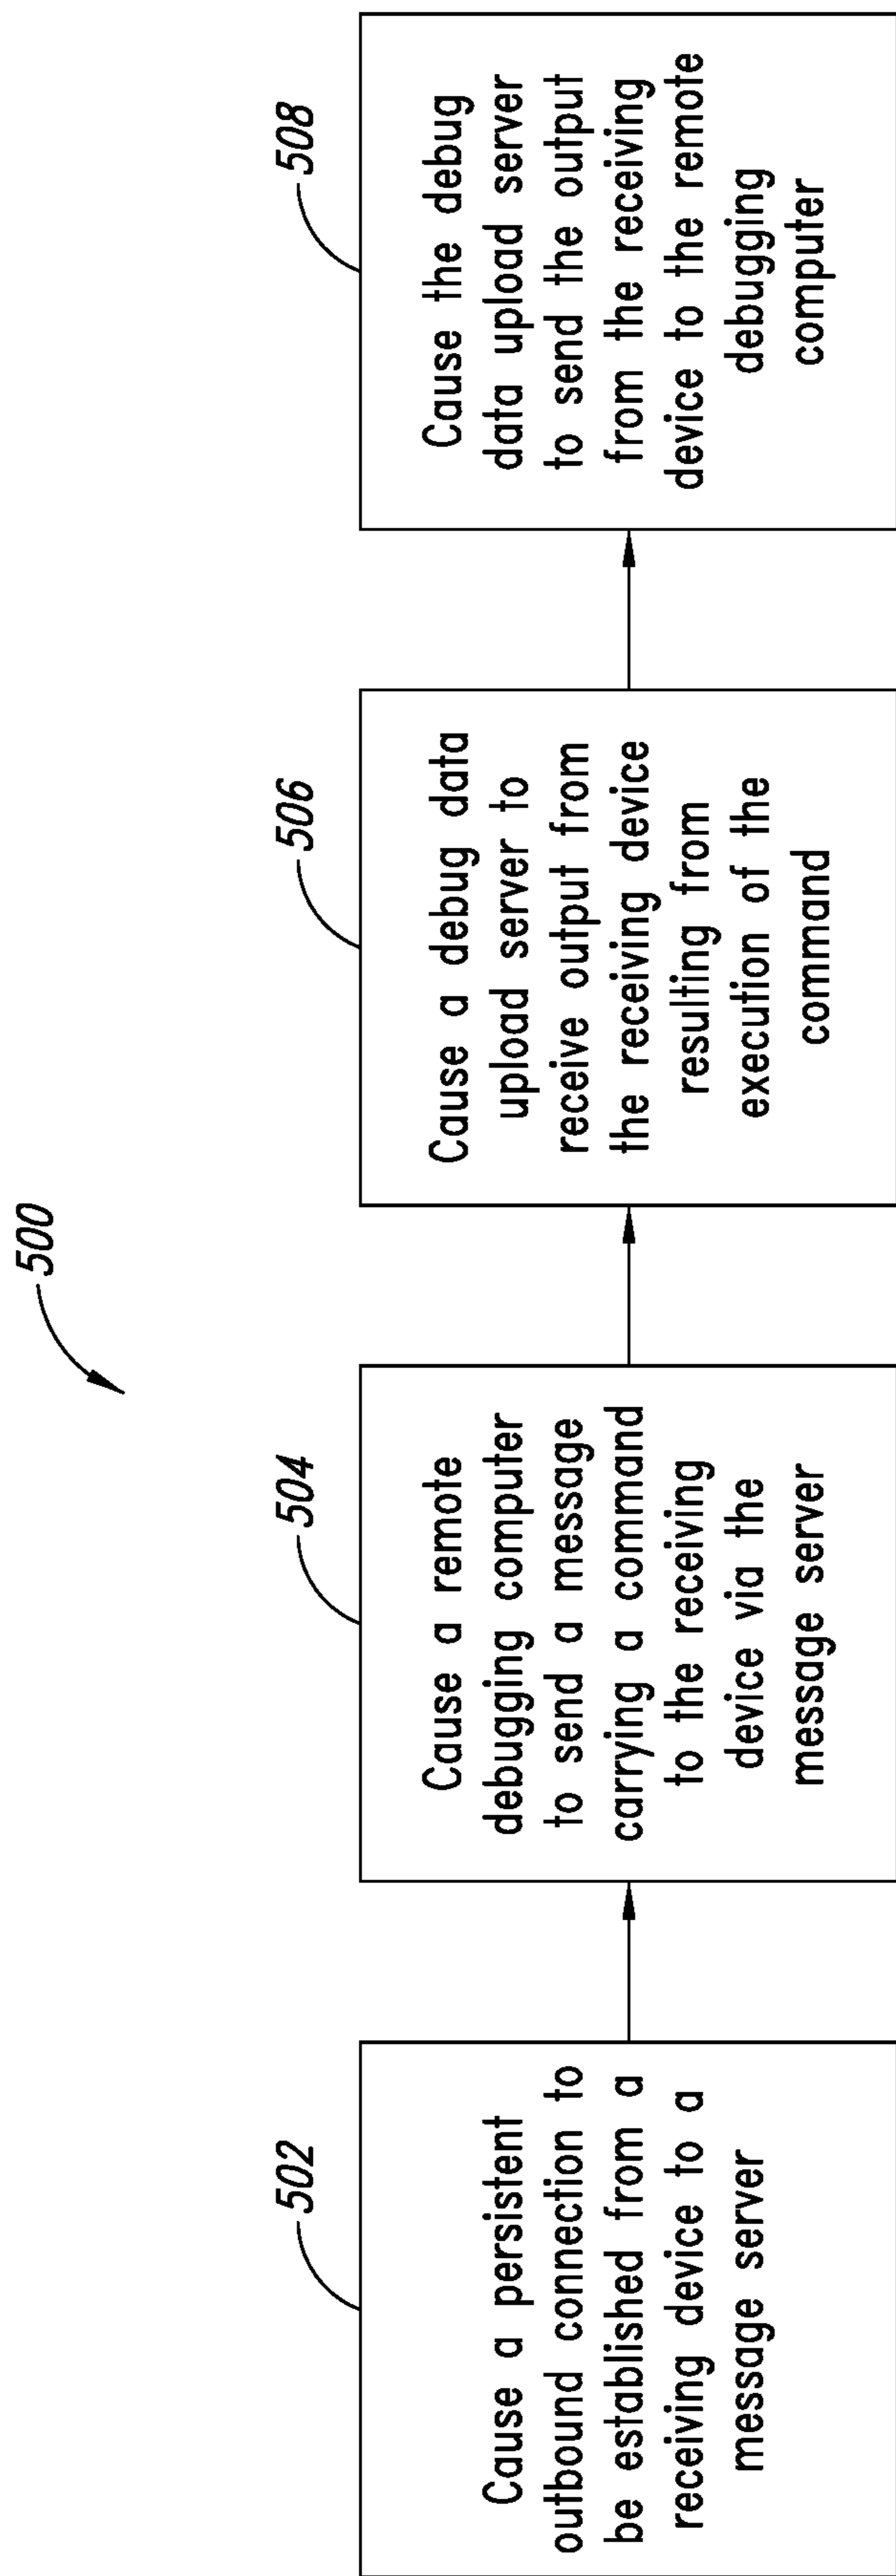 500
502
Cause a persistent
outbound connection to
be established from a
receiving device to a
message server
504
Cause a remote
debugging computer
to send a message
carrying a command
to the receiving
device via the
message server
506
Cause a debug data
upload server to
receive output from
the receiving device
resulting from
execution of the
command
508
Cause the debug
data upload server
to send the output
from the receiving
device to the remote
debugging
computer